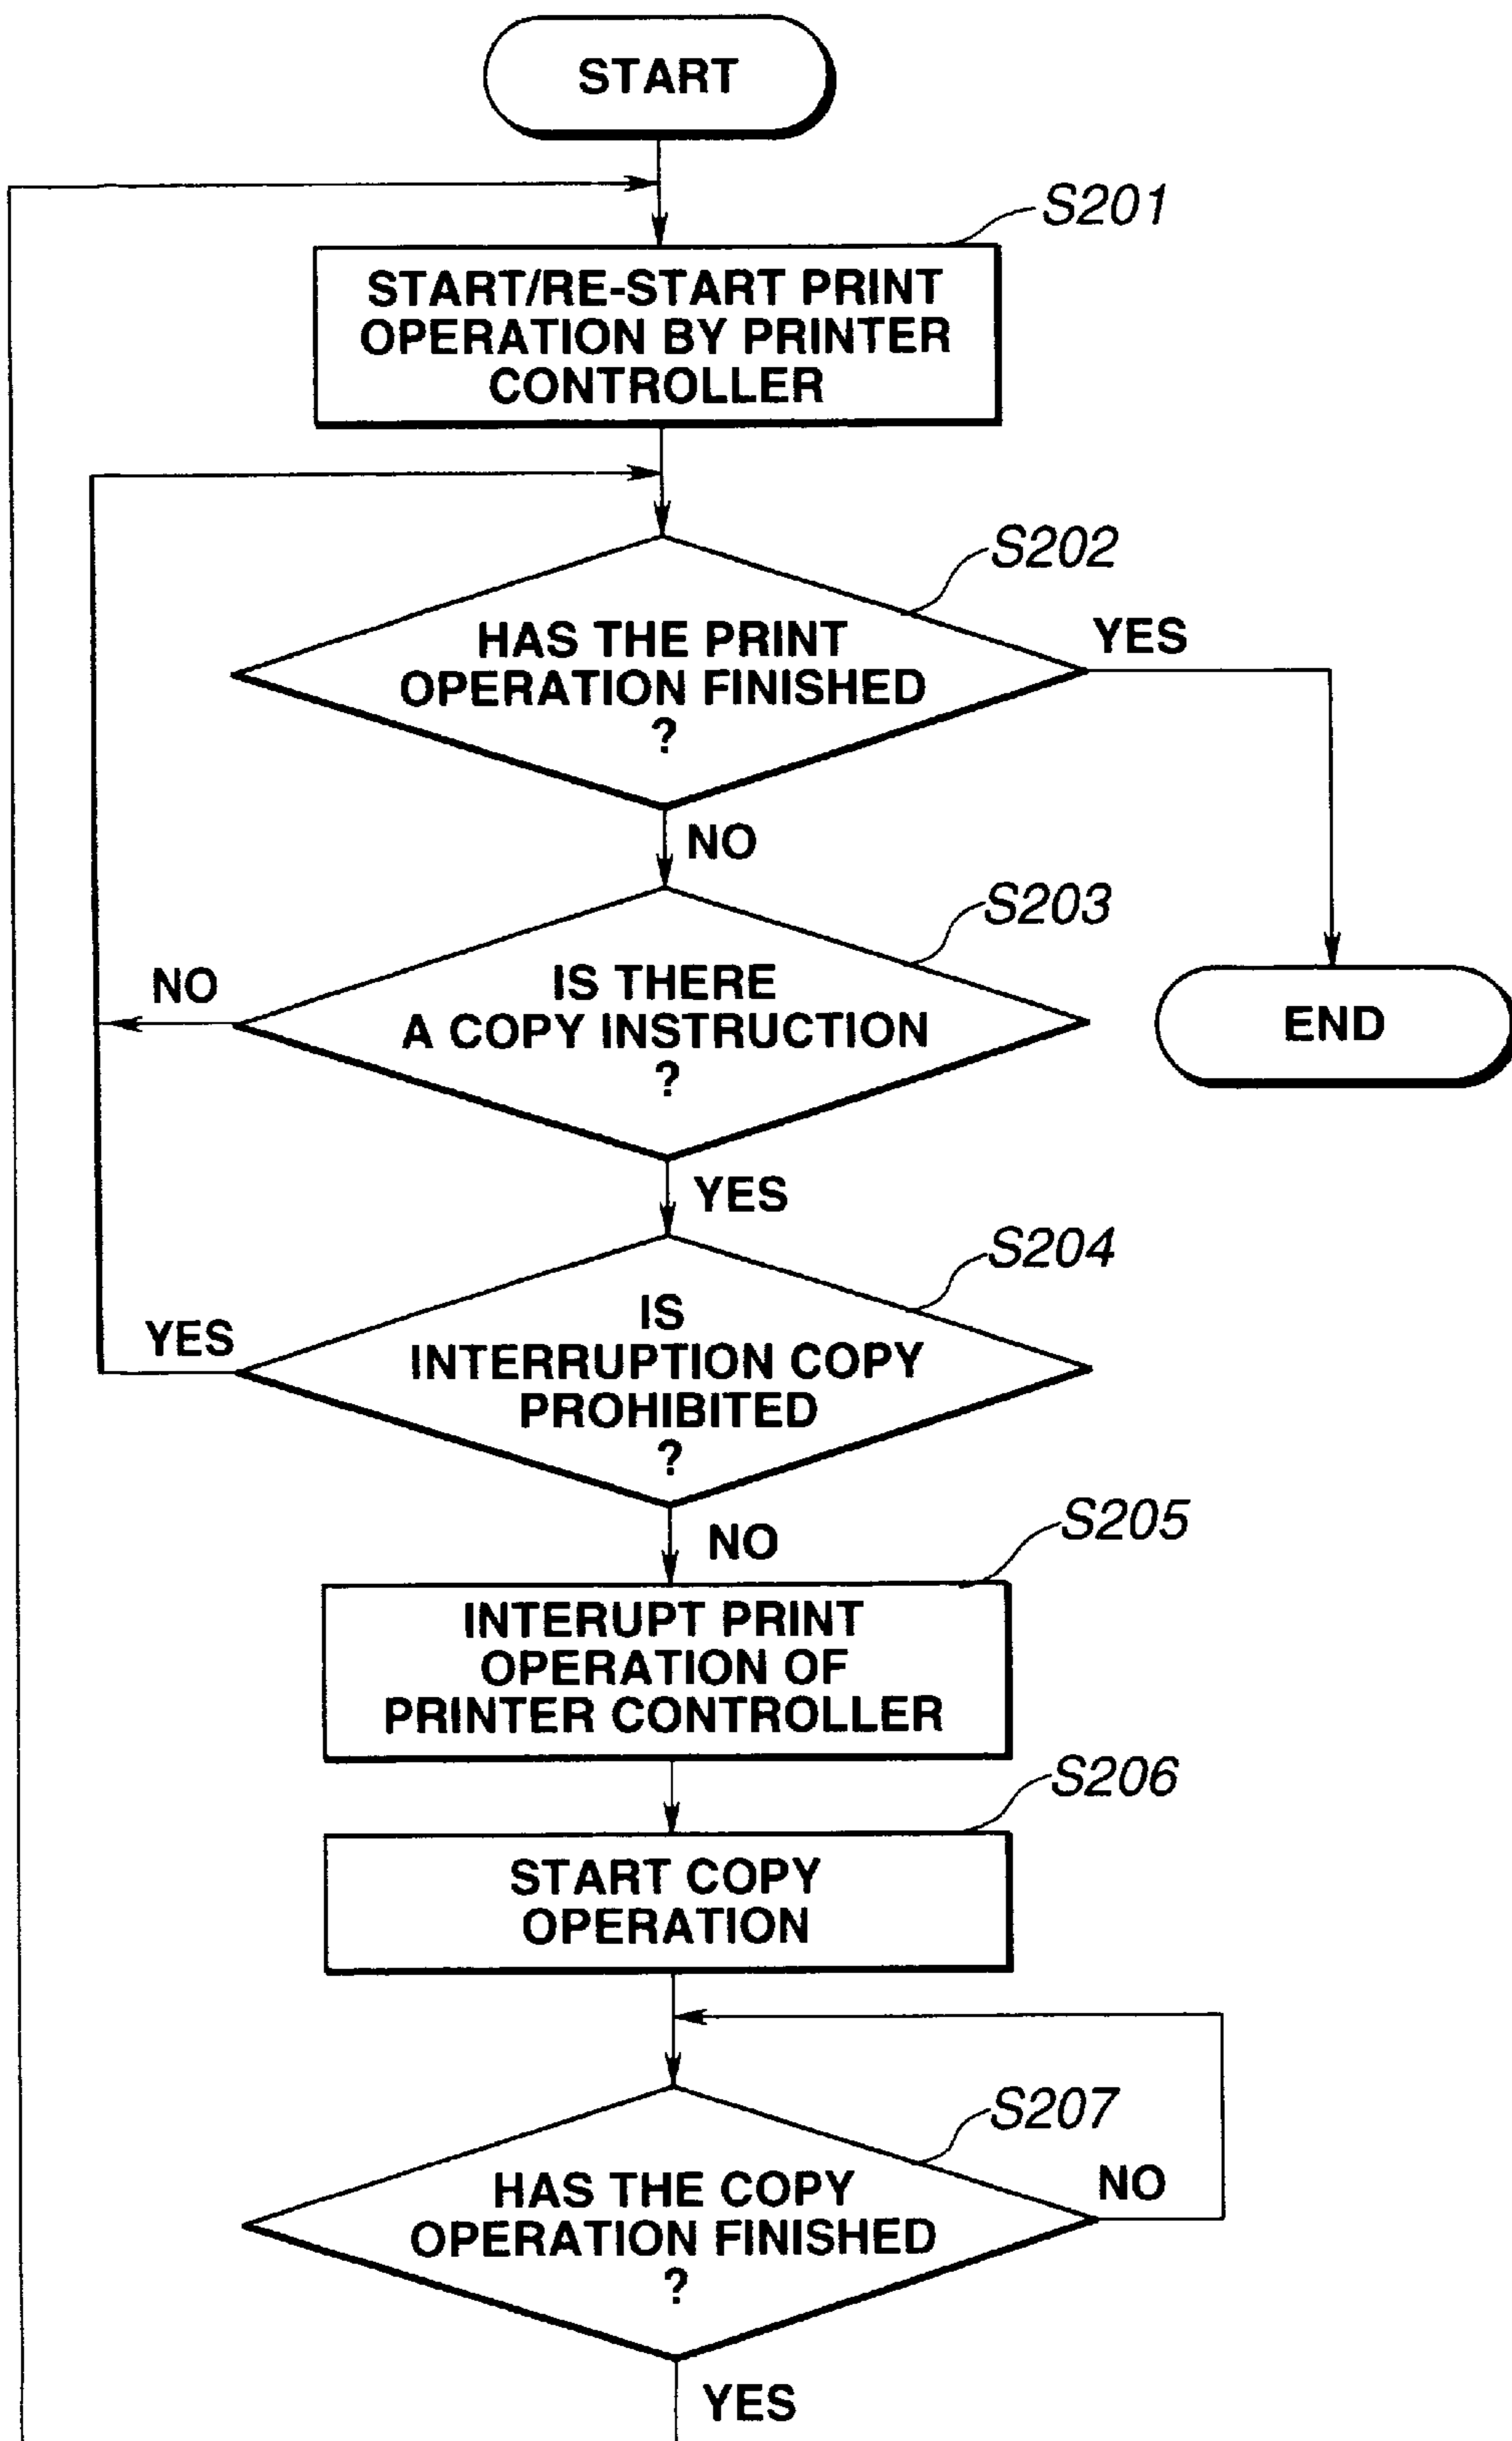 START
S201
START/RE-START PRINT
OPERATION BY PRINTER
CONTROLLER
S202
HAS THE PRINT
OPERATION FINISHED
?
YES
NO
S203
IS THERE
A COPY INSTRUCTION
?
NO
END
YES
S204
IS
INTERRUPTION COPY
PROHIBITED
?
YES
NO
S205
INTERUPT PRINT
OPERATION OF
PRINTER CONTROLLER
S206
START COPY
OPERATION
S207
HAS THE COPY
OPERATION FINISHED
?
NO
YES